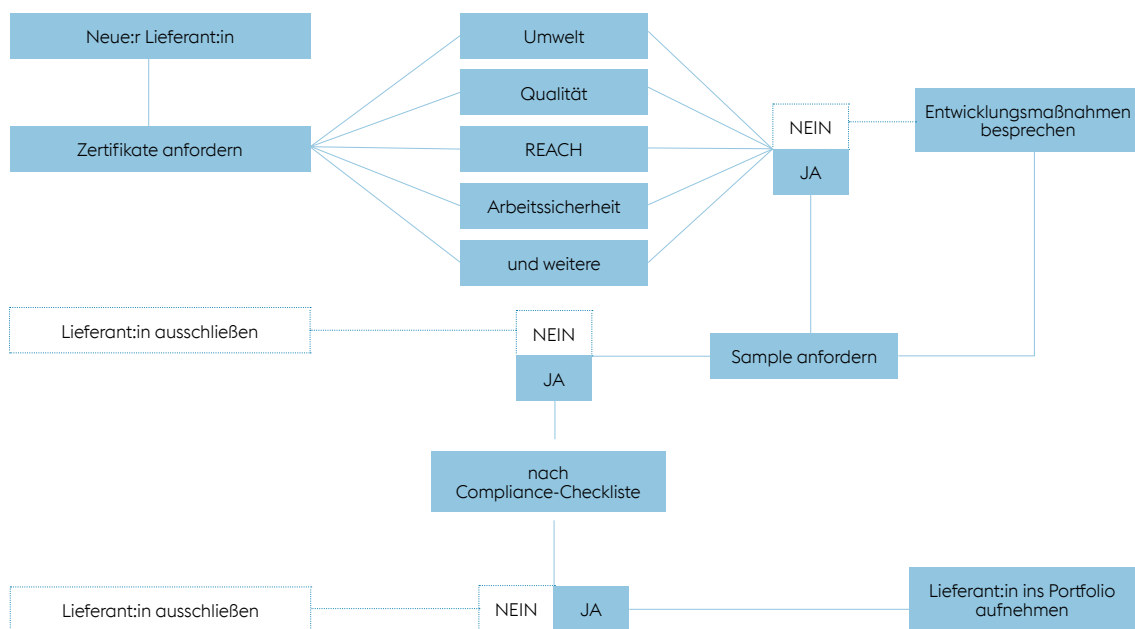 Neue:r Lieferant:in
Zertifikate anfordern
Umwelt
Qualität
REACH
Arbeitssicherheit
und weitere
NEIN
JA
Entwicklungsmaßnahmen
besprechen
Sample anfordern
NEIN
JA
Lieferant:in ausschließen
nach
Compliance-Checkliste
NEIN
JA
Lieferant:in ausschließen
Lieferant:in ins Portfolio
aufnehmen